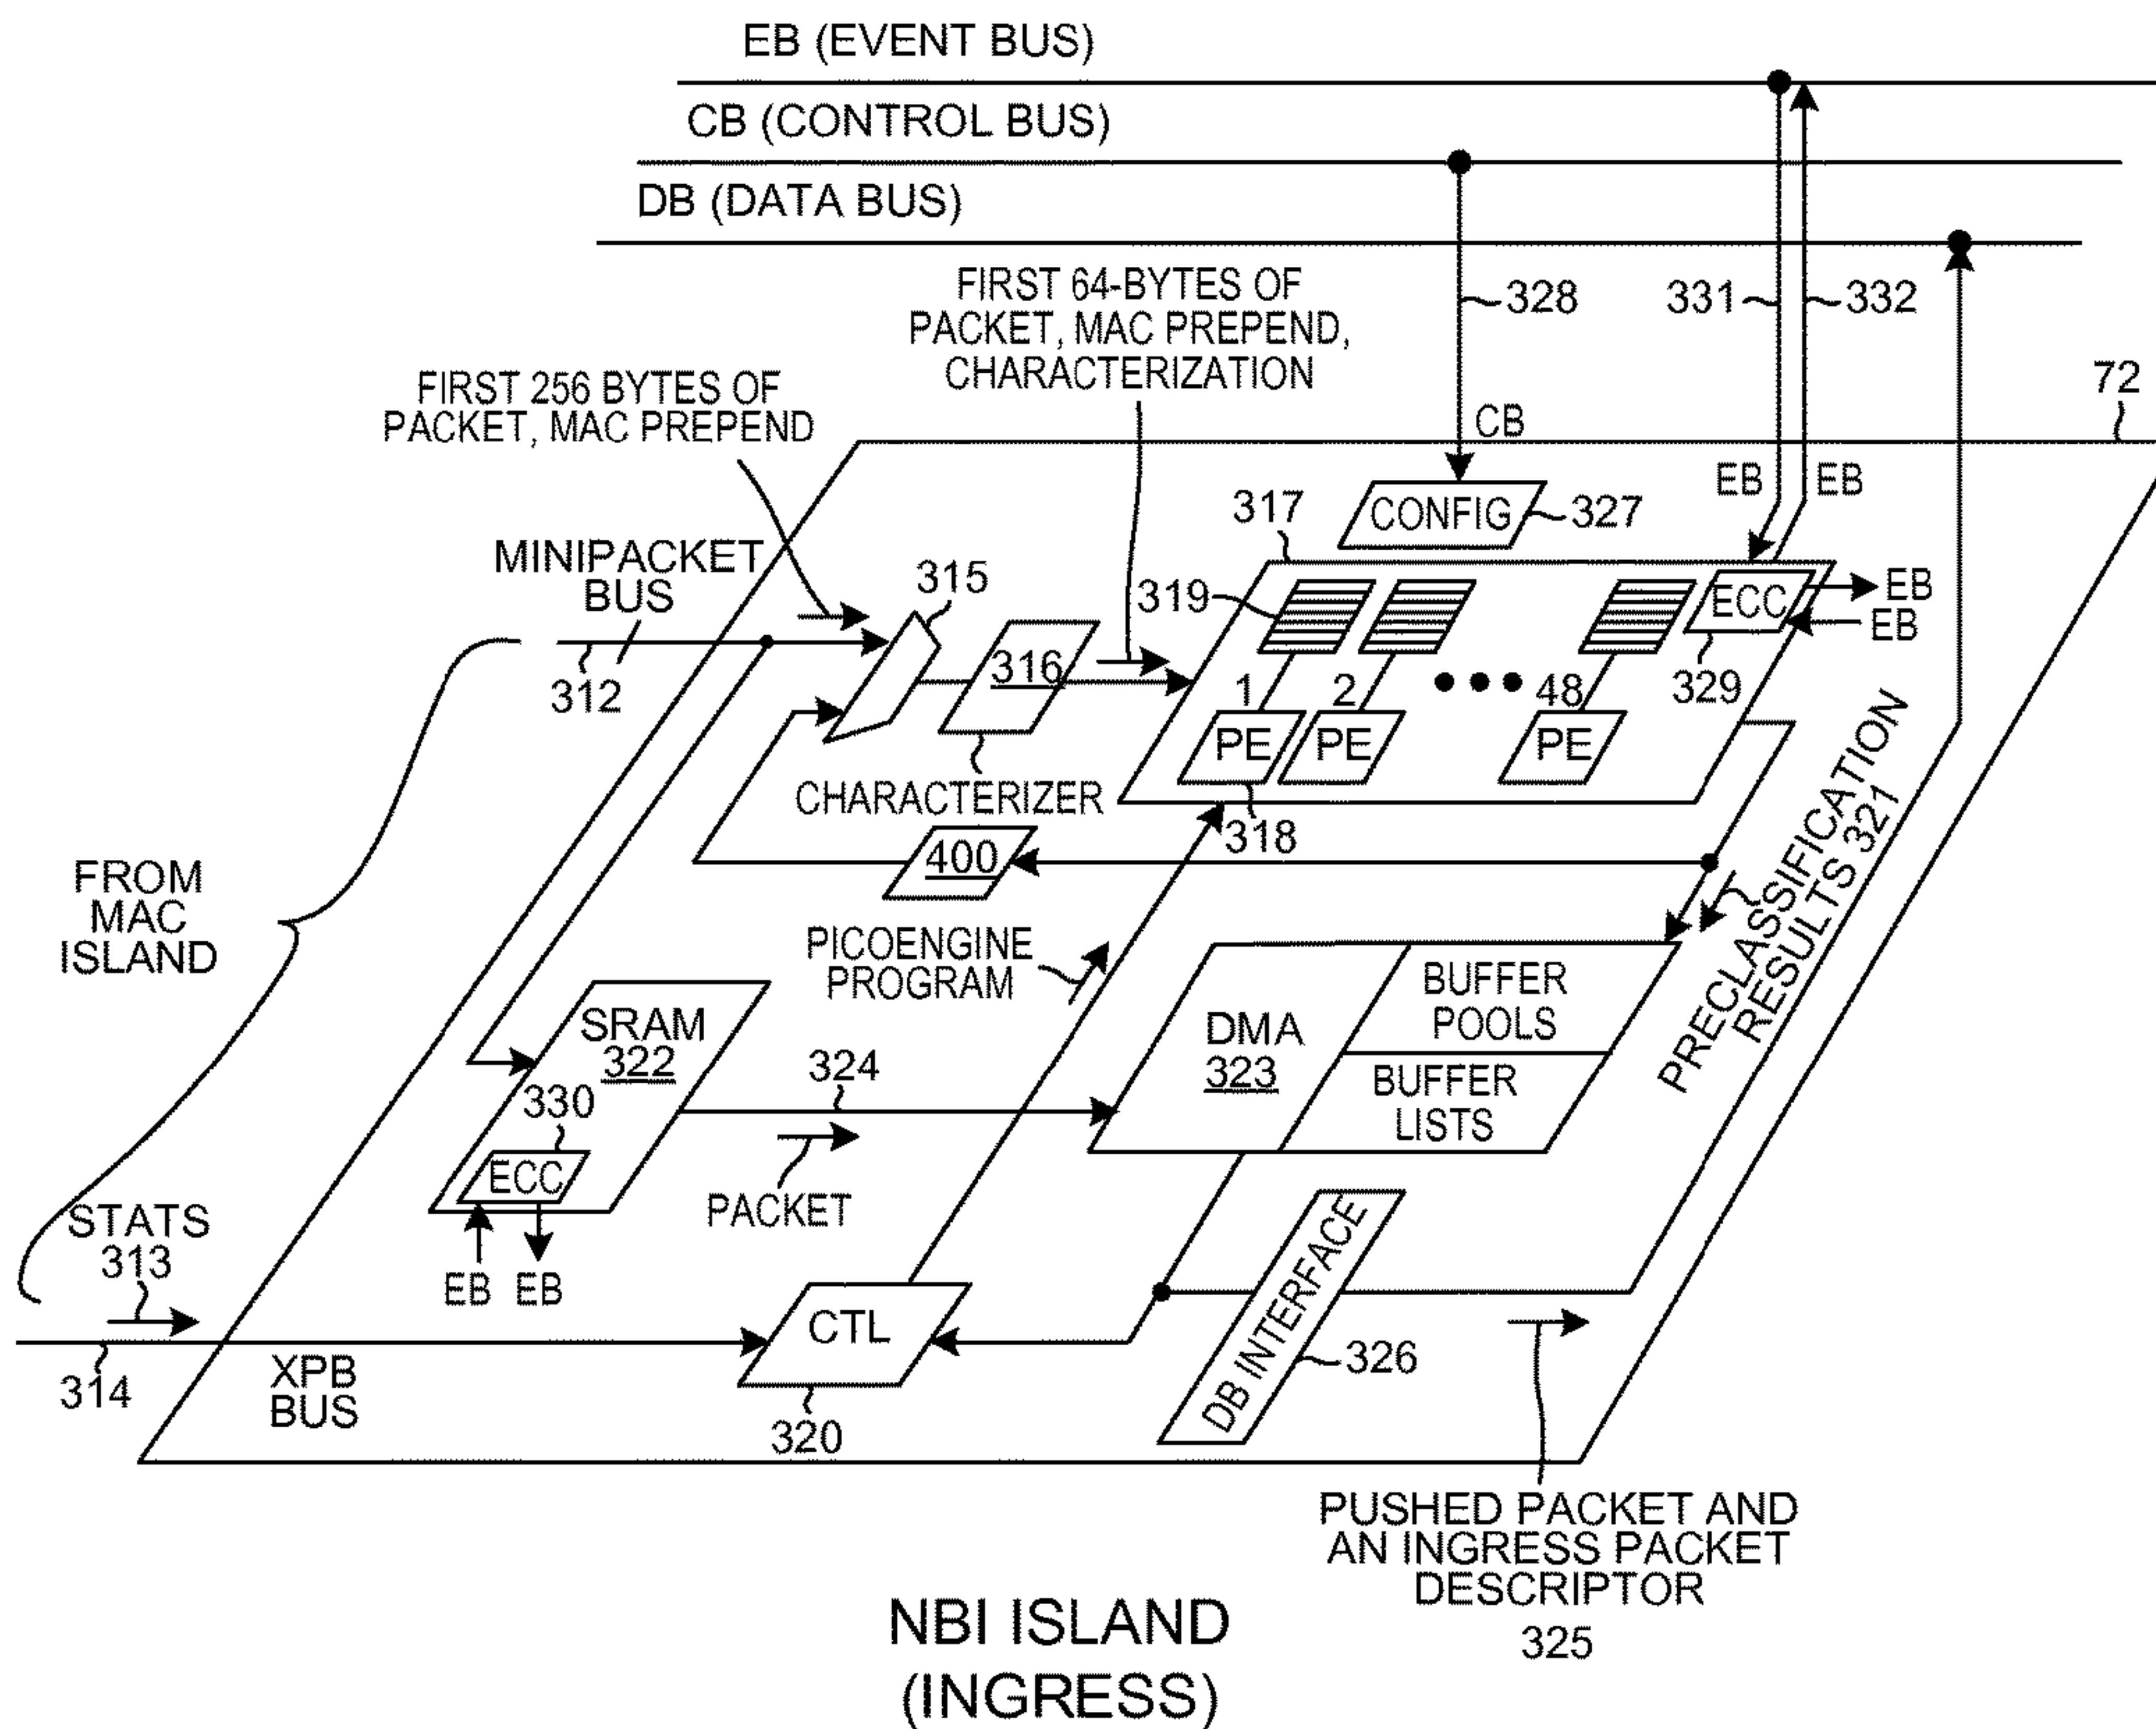 EB (EVENT BUS)
CB (CONTROL BUS)
DB (DATA BUS)
FIRST 64-BYTES OF
PACKET, MAC PREPEND,
CHARACTERIZATION
328
331
332
FIRST 256 BYTES OF
PACKET, MAC PREPEND
72
CB
EB
EB
317
CONFIG
327
MINIPACKET
BUS
315
319
ECC
EB
EB
312
316
1
2
48
329
PE
PE
PE
CHARACTERIZER
318
400
PRECLASSIFICATION
RESULTS 321
FROM
MAC
ISLAND
PICOENGINE
PROGRAM
BUFFER
POOLS
SRAM
322
DMA
323
324
330
BUFFER
LISTS
ECC
PACKET
STATS
313
EB
EB
CTL
DB INTERFACE
326
314
XPB
BUS
320
PUSHED PACKET AND
AN INGRESS PACKET
DESCRIPTOR
325
NBI ISLAND
(INGRESS)